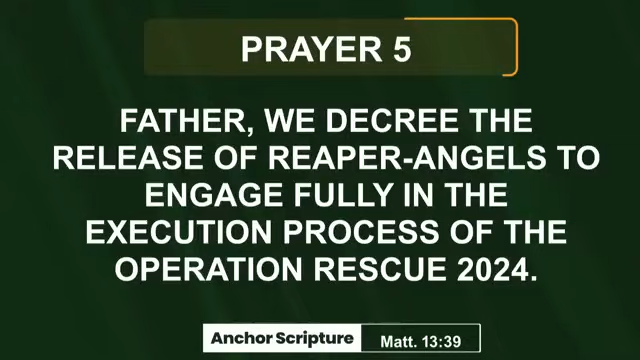 PRAYER 5
FATHER, WE DECREE THE
RELEASE OF REAPER-ANGELS TO
ENGAGE FULLY IN THE
EXECUTION PROCESS OF THE
OPERATION RESCUE 2024.
Anchor Scripture Matt. 13:39